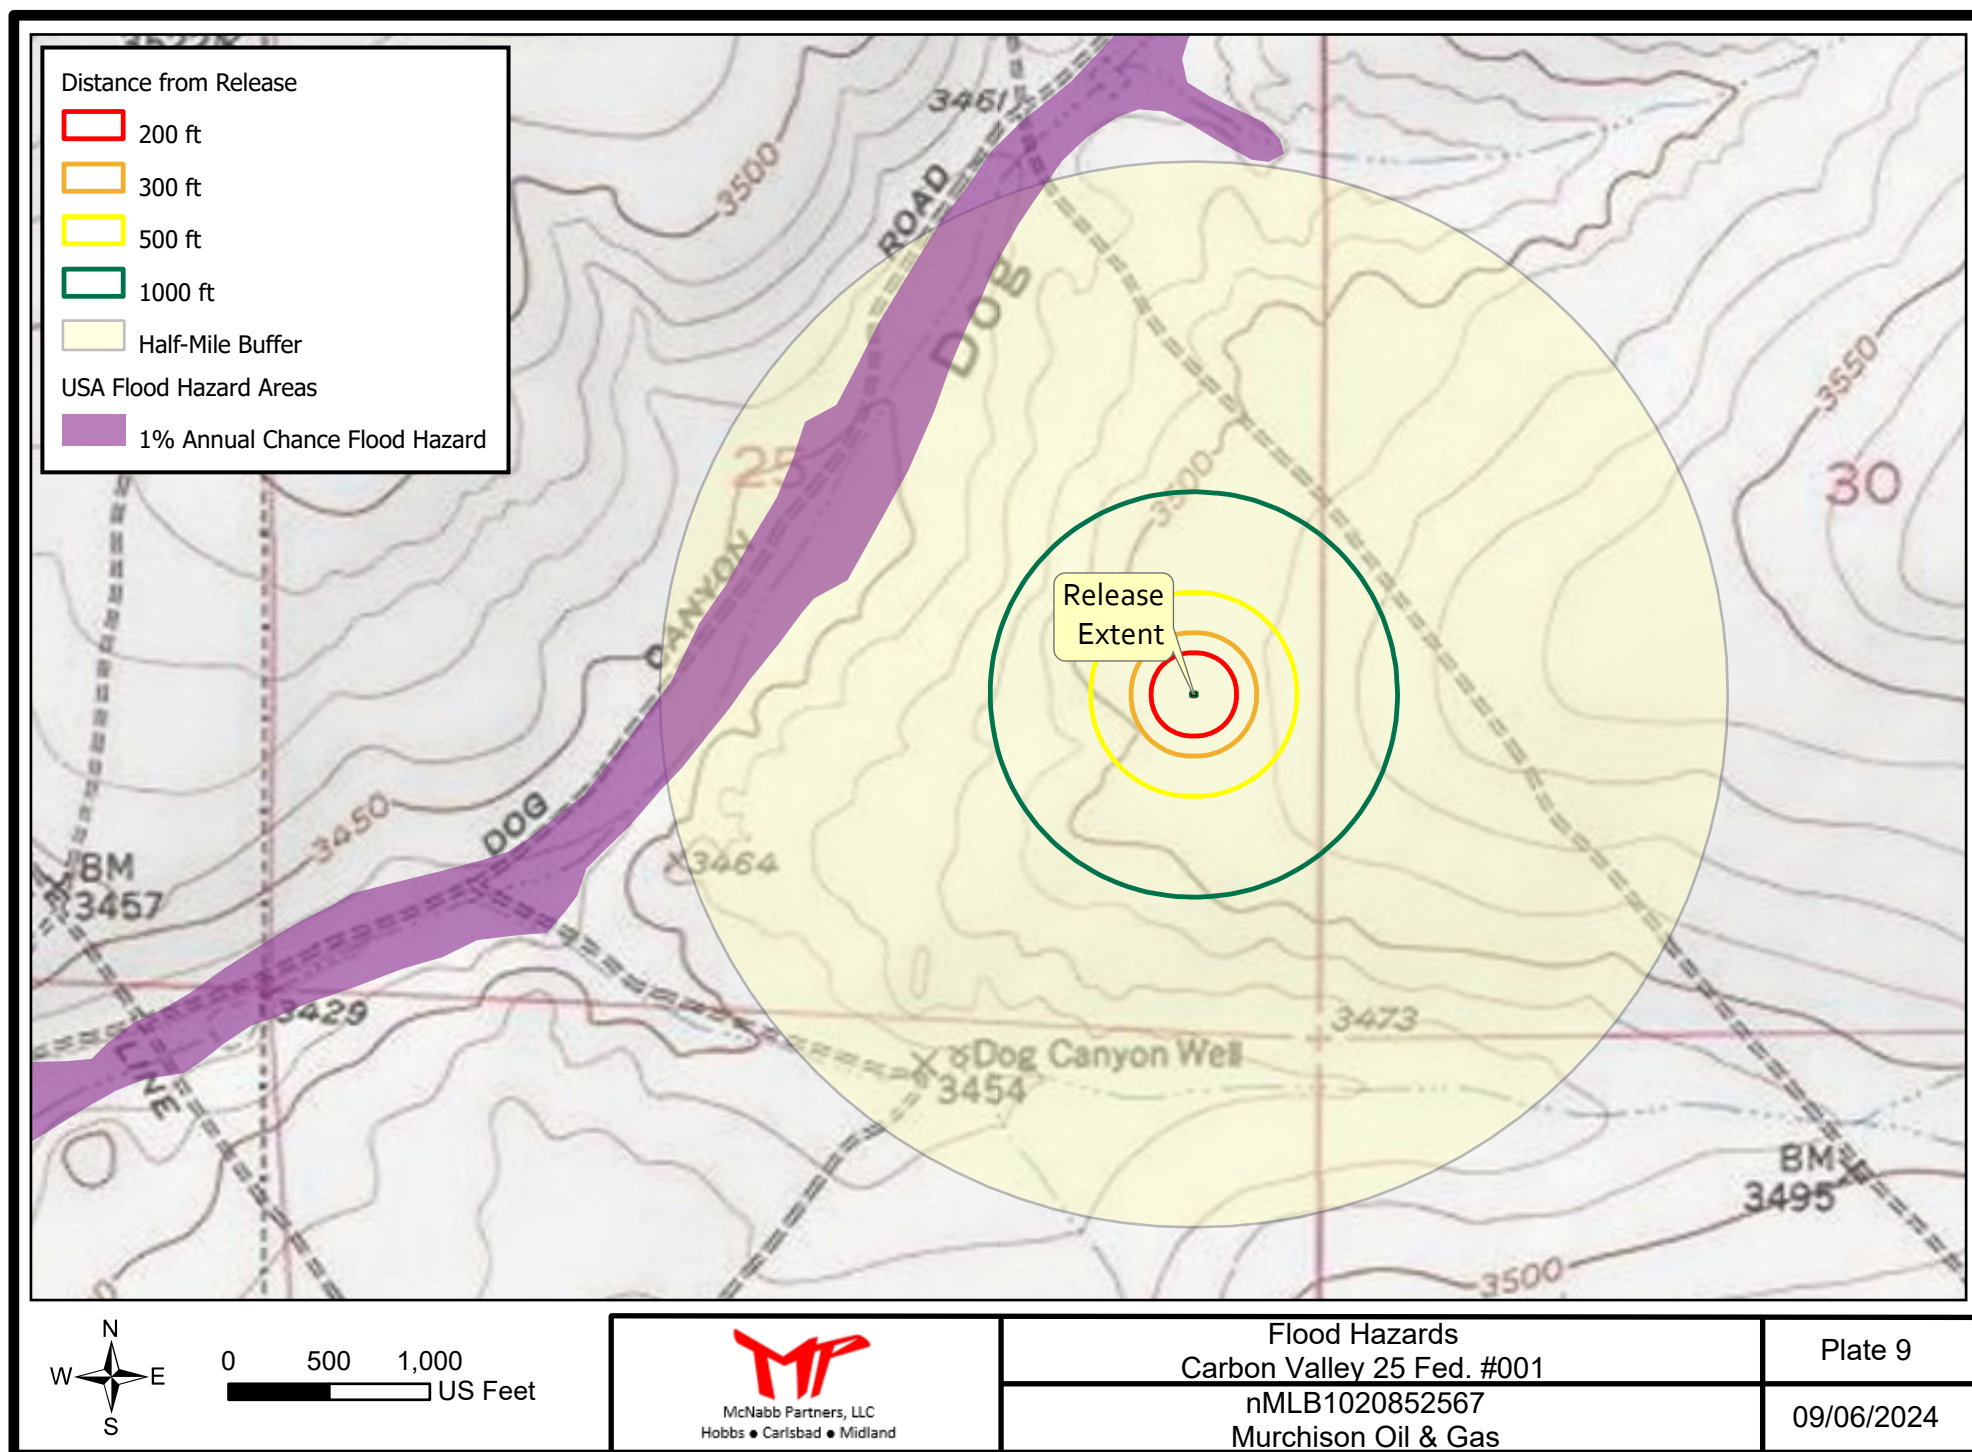 Distance from Release
200 ft
300 ft
500 ft
1000 ft
Half-Mile Buffer
USA Flood Hazard Areas
1% Annual Chance Flood Hazard
3461
3500
ROAD
DOG
3550
25
30
3500
CANYON
Release
Extent
3450
DOG
3464
BM
3457
3429
LINE
3473
Dog Canyon Well
3454
BM
3495
3500
N
W E
S
0 500 1,000
US Feet
McNabb Partners, LLC
Hobbs ● Carlsbad ● Midland
Flood Hazards
Carbon Valley 25 Fed. #001
nMLB1020852567
Murchison Oil & Gas
Plate 9
09/06/2024